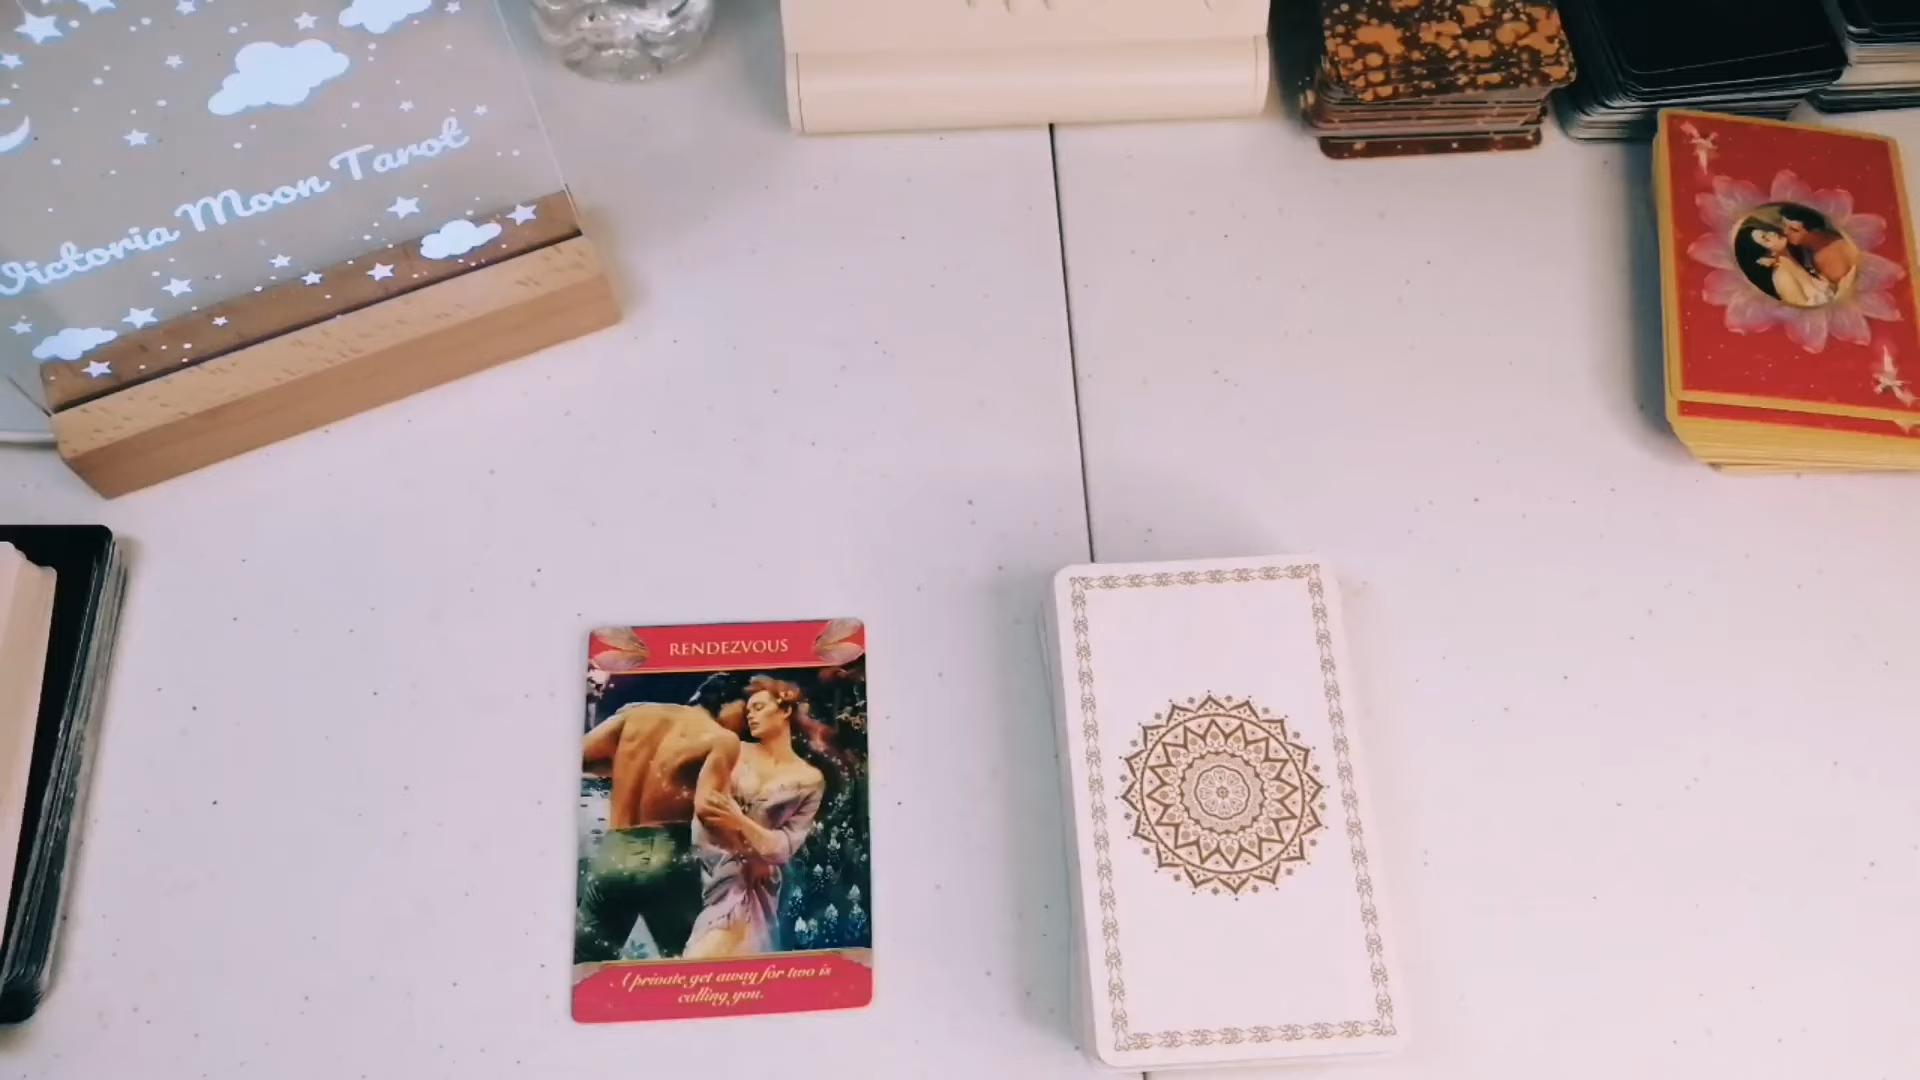 Victoria Moon Tarot
RENDEZVOUS
A private get away for two is
calling you.